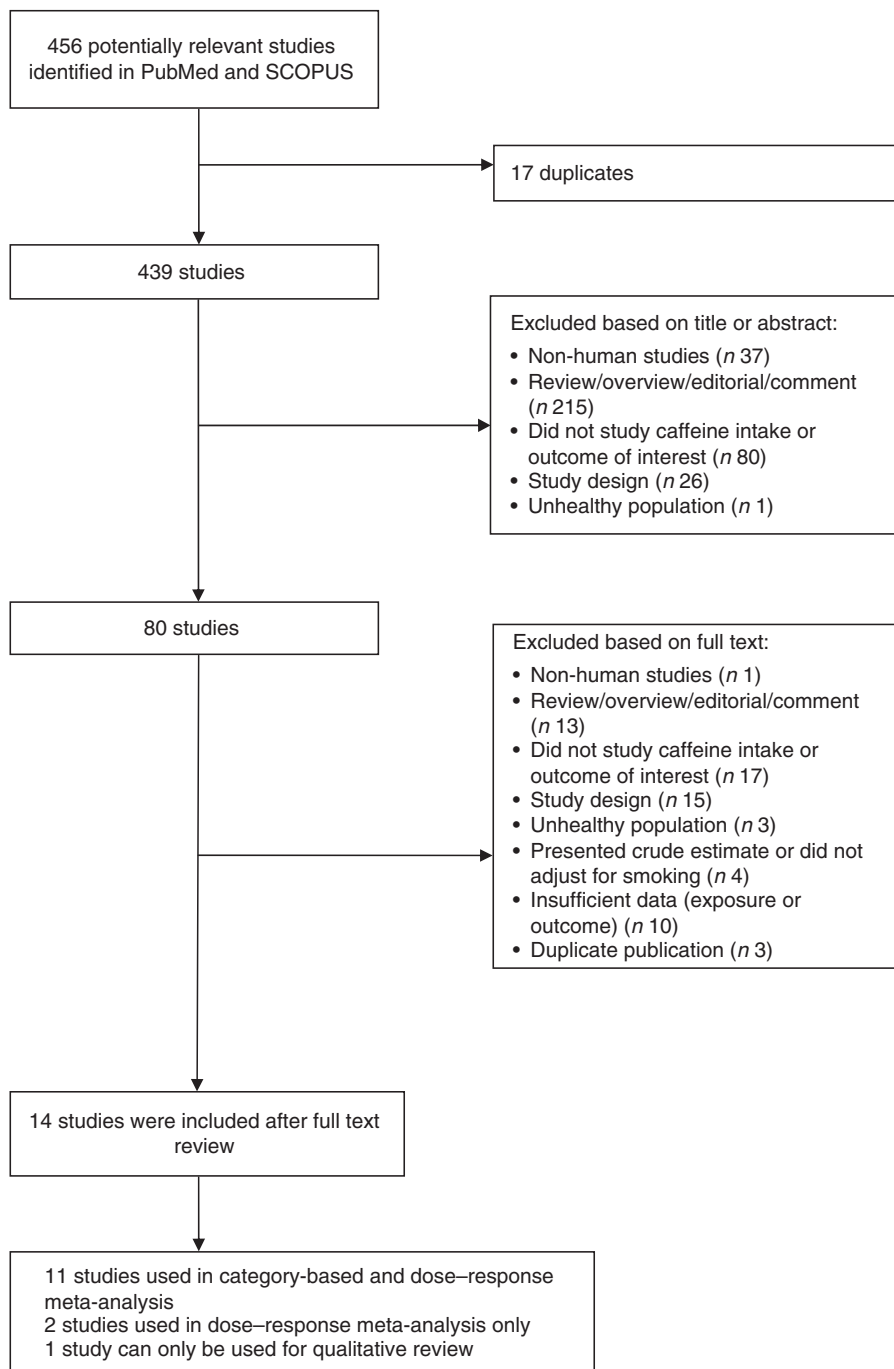 456 potentially relevant studies
identified in PubMed and SCOPUS
17 duplicates
439 studies
Excluded based on title or abstract:
• Non-human studies (n 37)
• Review/overview/editorial/comment
(n 215)
• Did not study caffeine intake or
outcome of interest (n 80)
• Study design (n 26)
• Unhealthy population (n 1)
80 studies
Excluded based on full text:
• Non-human studies (n 1)
• Review/overview/editorial/comment
(n 13)
• Did not study caffeine intake or
outcome of interest (n 17)
• Study design (n 15)
• Unhealthy population (n 3)
• Presented crude estimate or did not
adjust for smoking (n 4)
• Insufficient data (exposure or
outcome) (n 10)
• Duplicate publication (n 3)
14 studies were included after full text
review
11 studies used in category-based and dose–response
meta-analysis
2 studies used in dose–response meta-analysis only
1 study can only be used for qualitative review